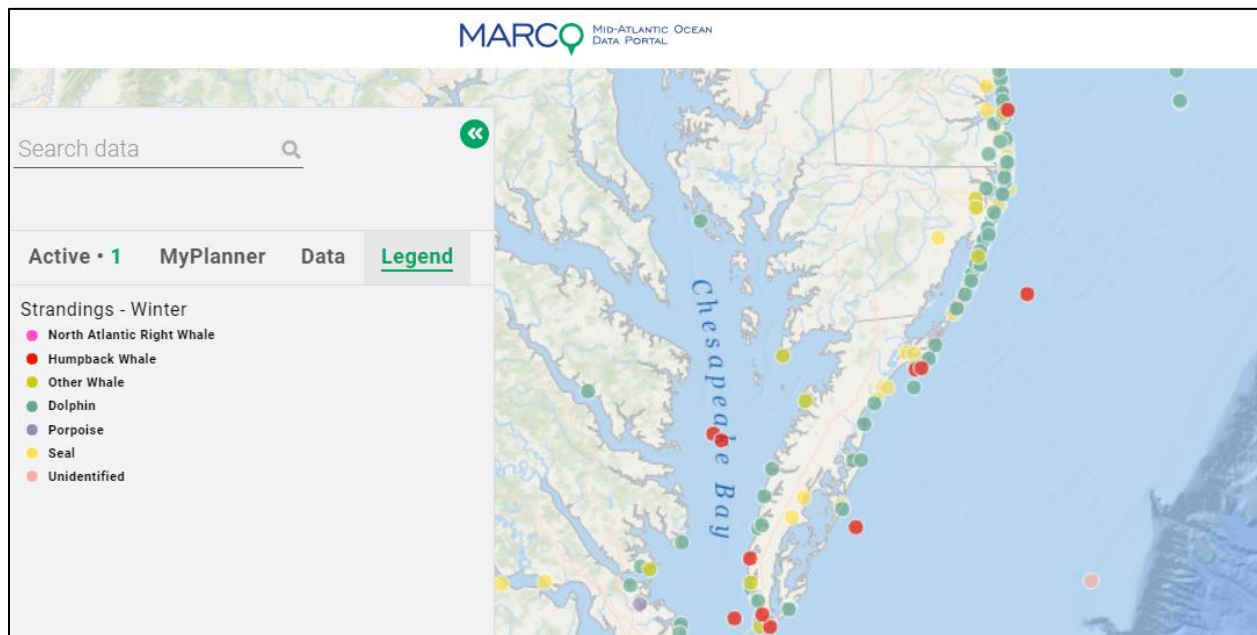 MARCO MID-ATLANTIC OCEAN
DATA PORTAL
Search data
Active • 1 MyPlanner Data Legend
Strandings - Winter
North Atlantic Right Whale
Humpback Whale
Other Whale
Dolphin
Porpoise
Seal
Unidentified
Chesapeake Bay